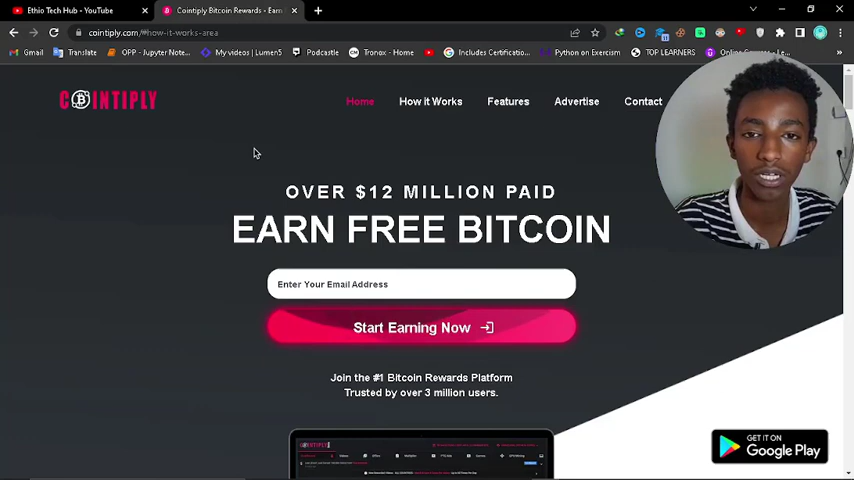 Ethio Tech Hub - YouTube
Cointiply Bitcoin Rewards - Earn
cointiply.com/#how-it-works-area
Gmail
Translate
OPP - Jupyter Note...
My videos | Lumen5
Podcastle
Tronox - Home
Includes Certificatio...
Python on Exercism
TOP LEARNERS
COINTIPLY
Home
How it Works
Features
Advertise
Contact
OVER $12 MILLION PAID
EARN FREE BITCOIN
Enter Your Email Address
Start Earning Now
Join the #1 Bitcoin Rewards Platform
Trusted by over 3 million users.
COINTIPLY
GET IT ON
Google Play